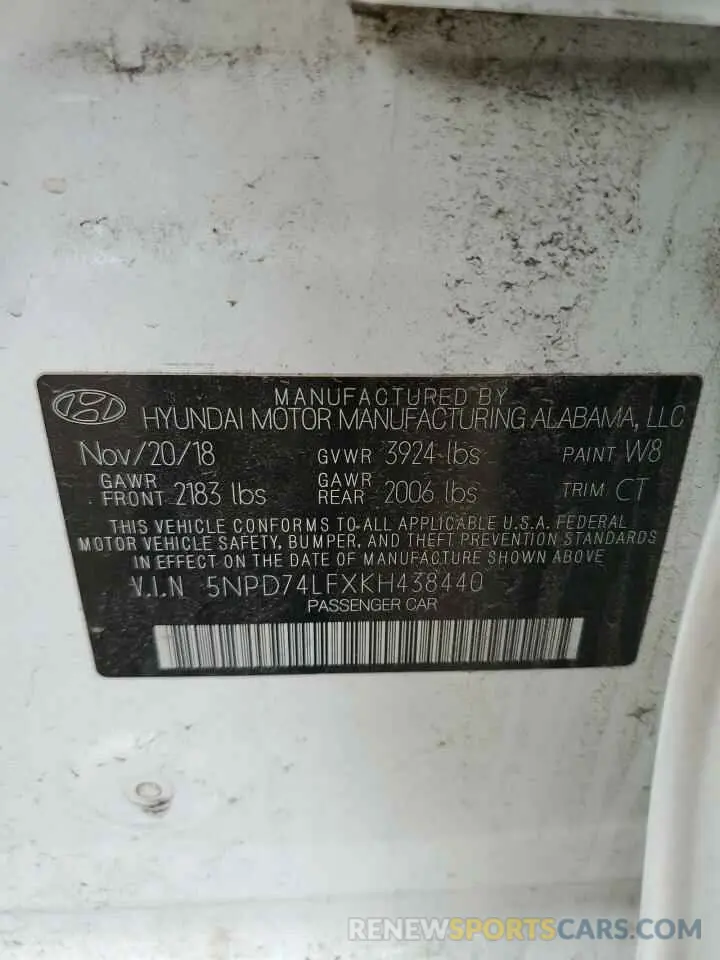 MANUFACTURED BY
HYUNDAI MOTOR MANUFACTURING ALABAMA, LLC
Nov/20/18 GVWR 3924 lbs PAINT W8
GAWR FRONT 2183 lbs GAWR REAR 2006 lbs TRIM CT
THIS VEHICLE CONFORMS TO ALL APPLICABLE U.S.A. FEDERAL
MOTOR VEHICLE SAFETY, BUMPER, AND THEFT PREVENTION STANDARDS
IN EFFECT ON THE DATE OF MANUFACTURE SHOWN ABOVE
V.I.N 5NPD74LFXKH438440
PASSENGER CAR
RENEWSPORTSCARS.COM